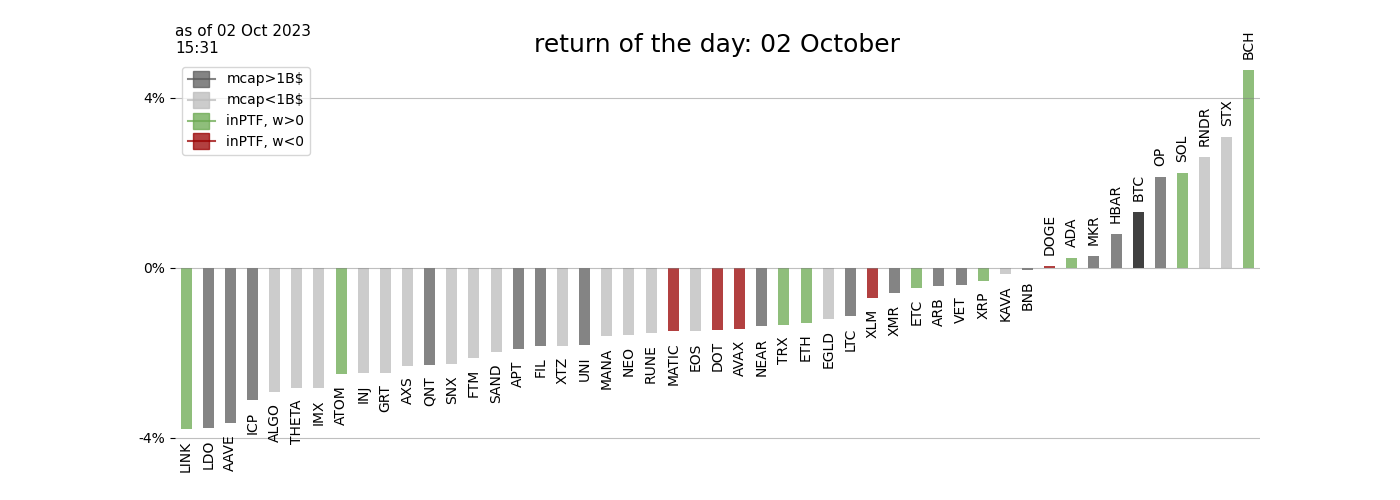 as of 02 Oct 2023
15:31
return of the day: 02 October
mcap>1B$
mcap<1B$
inPTF, w>0
inPTF, w<0
4%
0%
-4%
LINK
LDO
AAVE
ICP
ALGO
THETA
IMX
ATOM
INJ
GRT
AXS
QNT
SNX
FTM
SAND
APT
FIL
XTZ
UNI
MANA
NEO
RUNE
MATIC
EOS
DOT
AVAX
NEAR
TRX
ETH
EGLD
LTC
XLM
XMR
ETC
ARB
VET
XRP
KAVA
BNB
DOGE
ADA
MKR
HBAR
BTC
OP
SOL
RNDR
STX
BCH